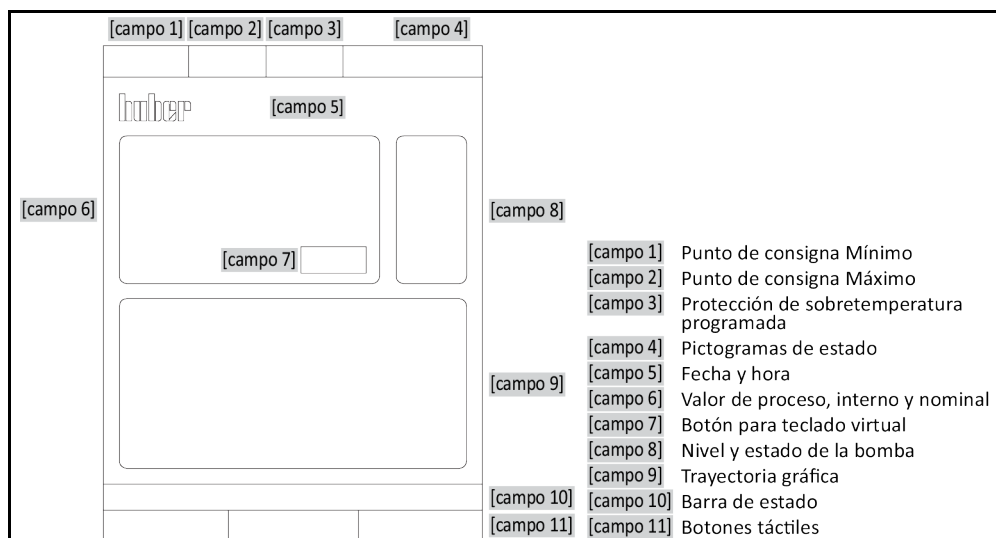 [campo 1] [campo 2] [campo 3] [campo 4]
huber [campo 5]
[campo 6]
[campo 8]
[campo 7]
[campo 9]
[campo 10]
[campo 11]
[campo 1] Punto de consigna Mínimo
[campo 2] Punto de consigna Máximo
[campo 3] Protección de sobretemperatura
programada
[campo 4] Pictogramas de estado
[campo 5] Fecha y hora
[campo 6] Valor de proceso, interno y nominal
[campo 7] Botón para teclado virtual
[campo 8] Nivel y estado de la bomba
[campo 9] Trayectoria gráfica
[campo 10] Barra de estado
[campo 11] Botones táctiles